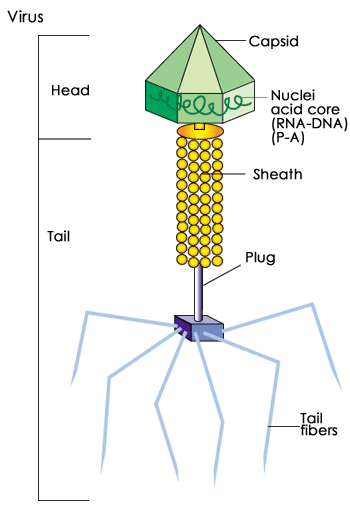 Virus
Capsid
Head
Nuclei
acid core
(RNA-DNA)
(P-A)
Sheath
Tail
Plug
Tail
fibers